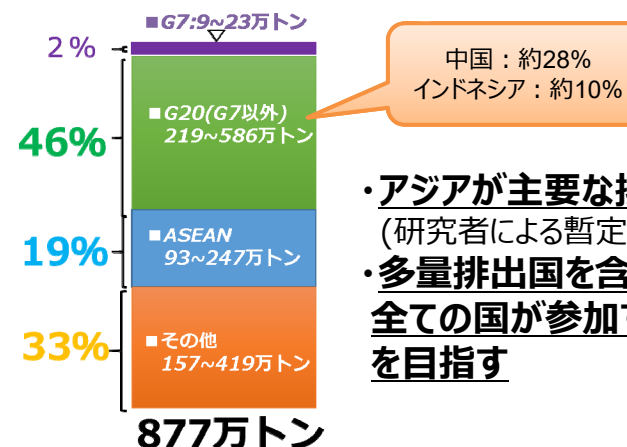 ■G7:9~23万トン
2%
■G20(G7以外)
219~586万トン
46%
中国：約28%
インドネシア：約10%
■ASEAN
93~247万トン
19%
■その他
157~419万トン
33%
877万トン
・アジアが主要な
(研究者による暫定
・多量排出国を含
全ての国が参加
を目指す